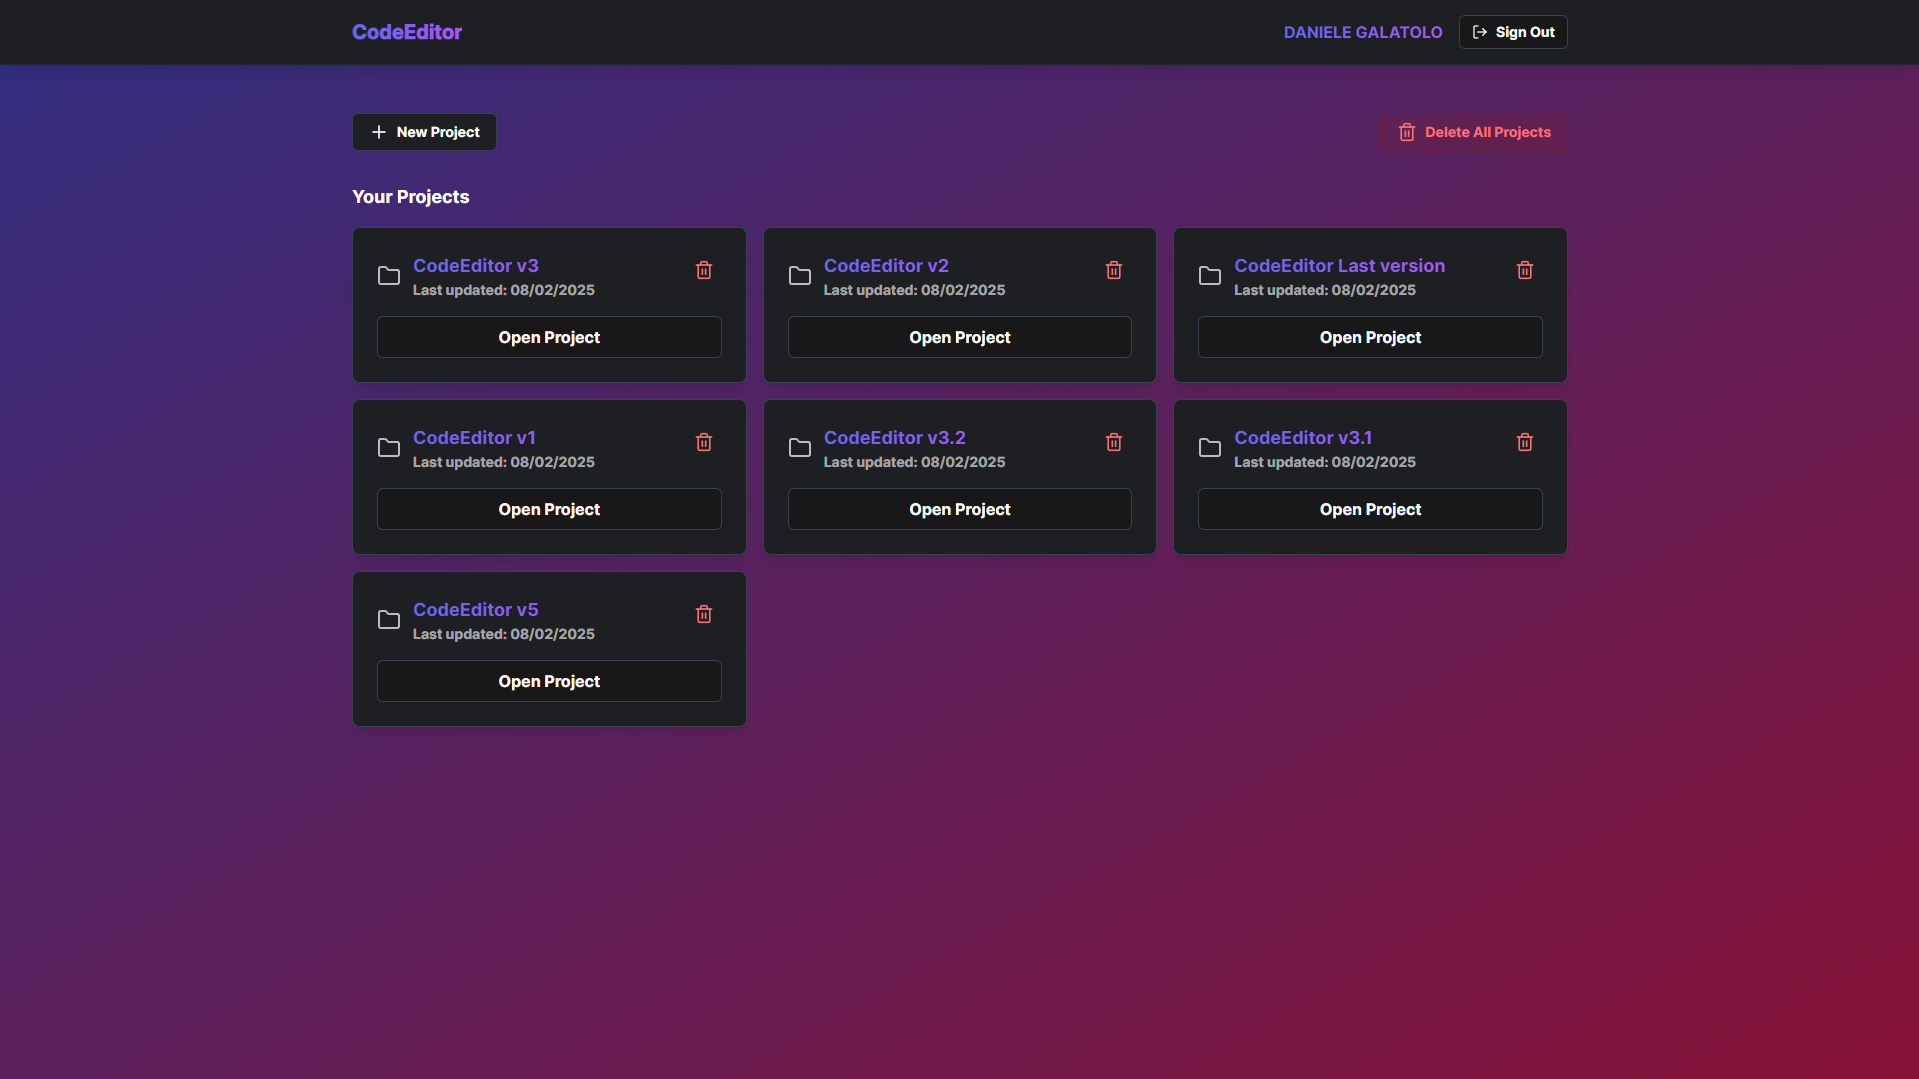 CodeEditor
DANIELE GALATOLO
Sign Out
New Project
Delete All Projects
Your Projects
CodeEditor v3
Last updated: 08/02/2025
Open Project
CodeEditor v2
Last updated: 08/02/2025
Open Project
CodeEditor Last version
Last updated: 08/02/2025
Open Project
CodeEditor v1
Last updated: 08/02/2025
Open Project
CodeEditor v3.2
Last updated: 08/02/2025
Open Project
CodeEditor v3.1
Last updated: 08/02/2025
Open Project
CodeEditor v5
Last updated: 08/02/2025
Open Project